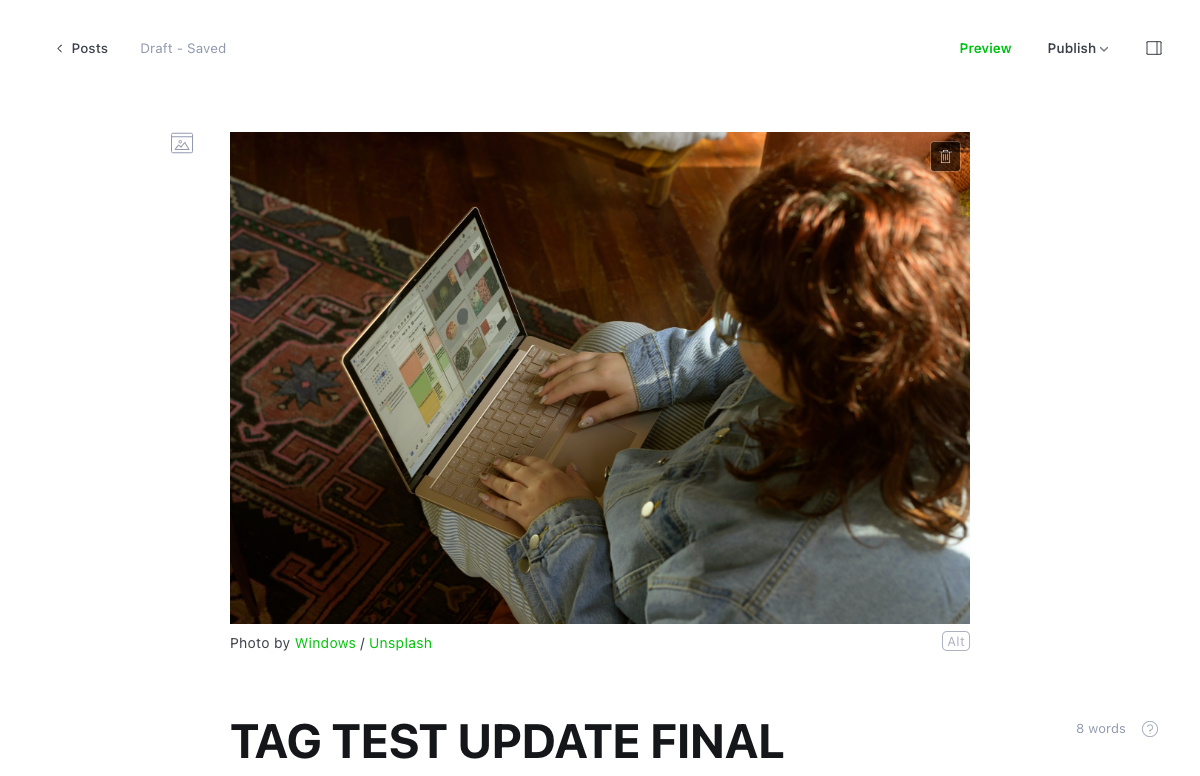 Posts
Draft - Saved
Preview
Publish
Photo by Windows / Unsplash
Alt
TAG TEST UPDATE FINAL
8 words
?